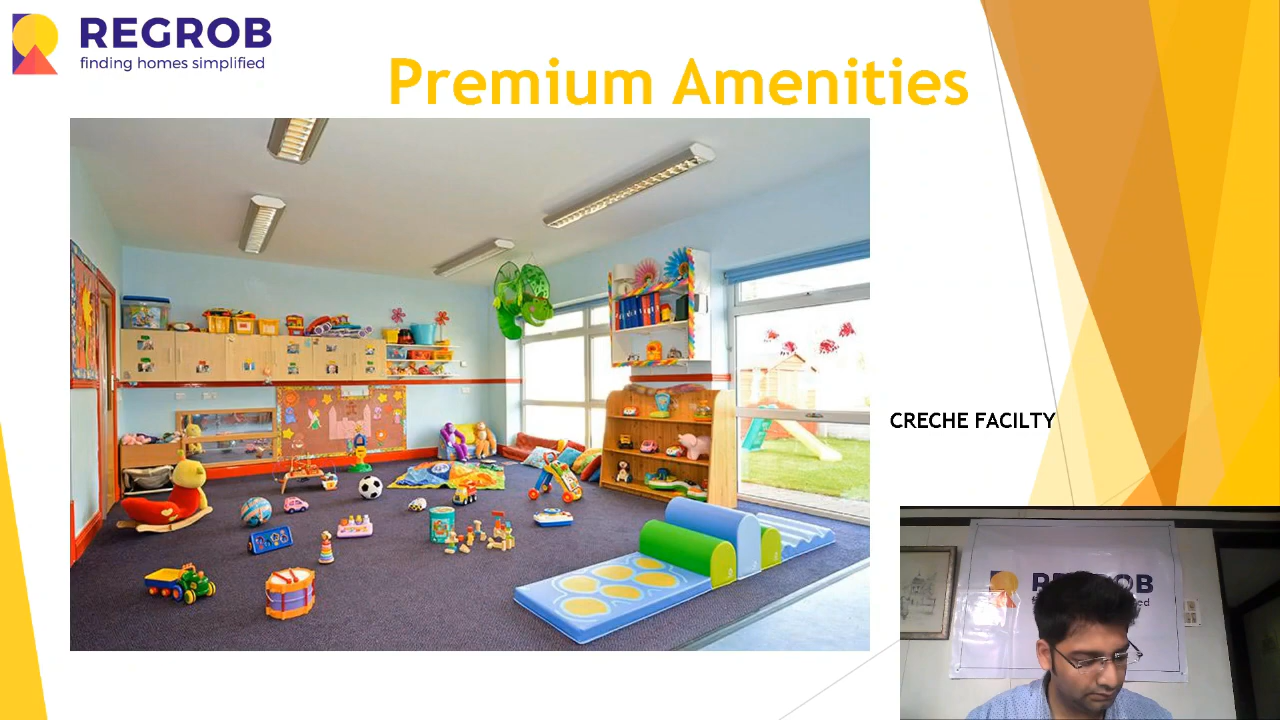 REGROB
finding homes simplified
Premium Amenities
CRECHE FACILTY
REGROB